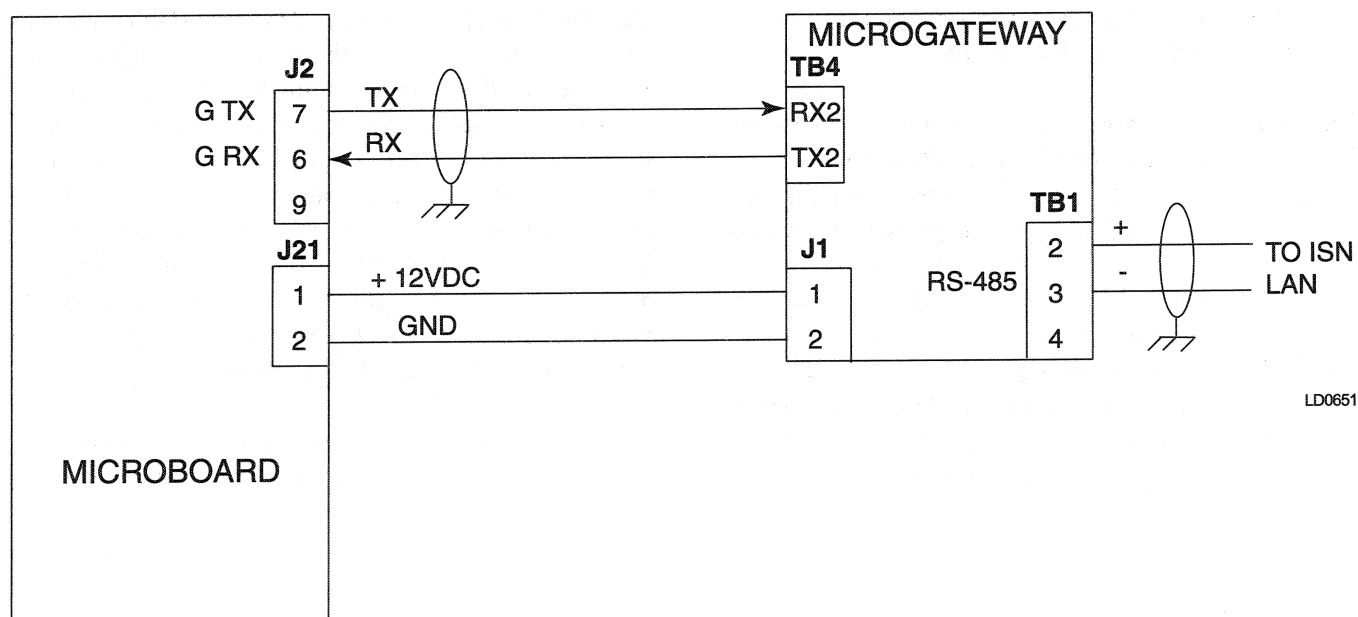 MICROGATEWAY
J2
TB4
G TX 7 TX RX2
G RX 6 RX TX2
9
TB1
J21
J1
2 +
TO ISN
LAN
1 + 12VDC 1
RS-485 3 -
2 GND 2
4
LD0651
MICROBOARD